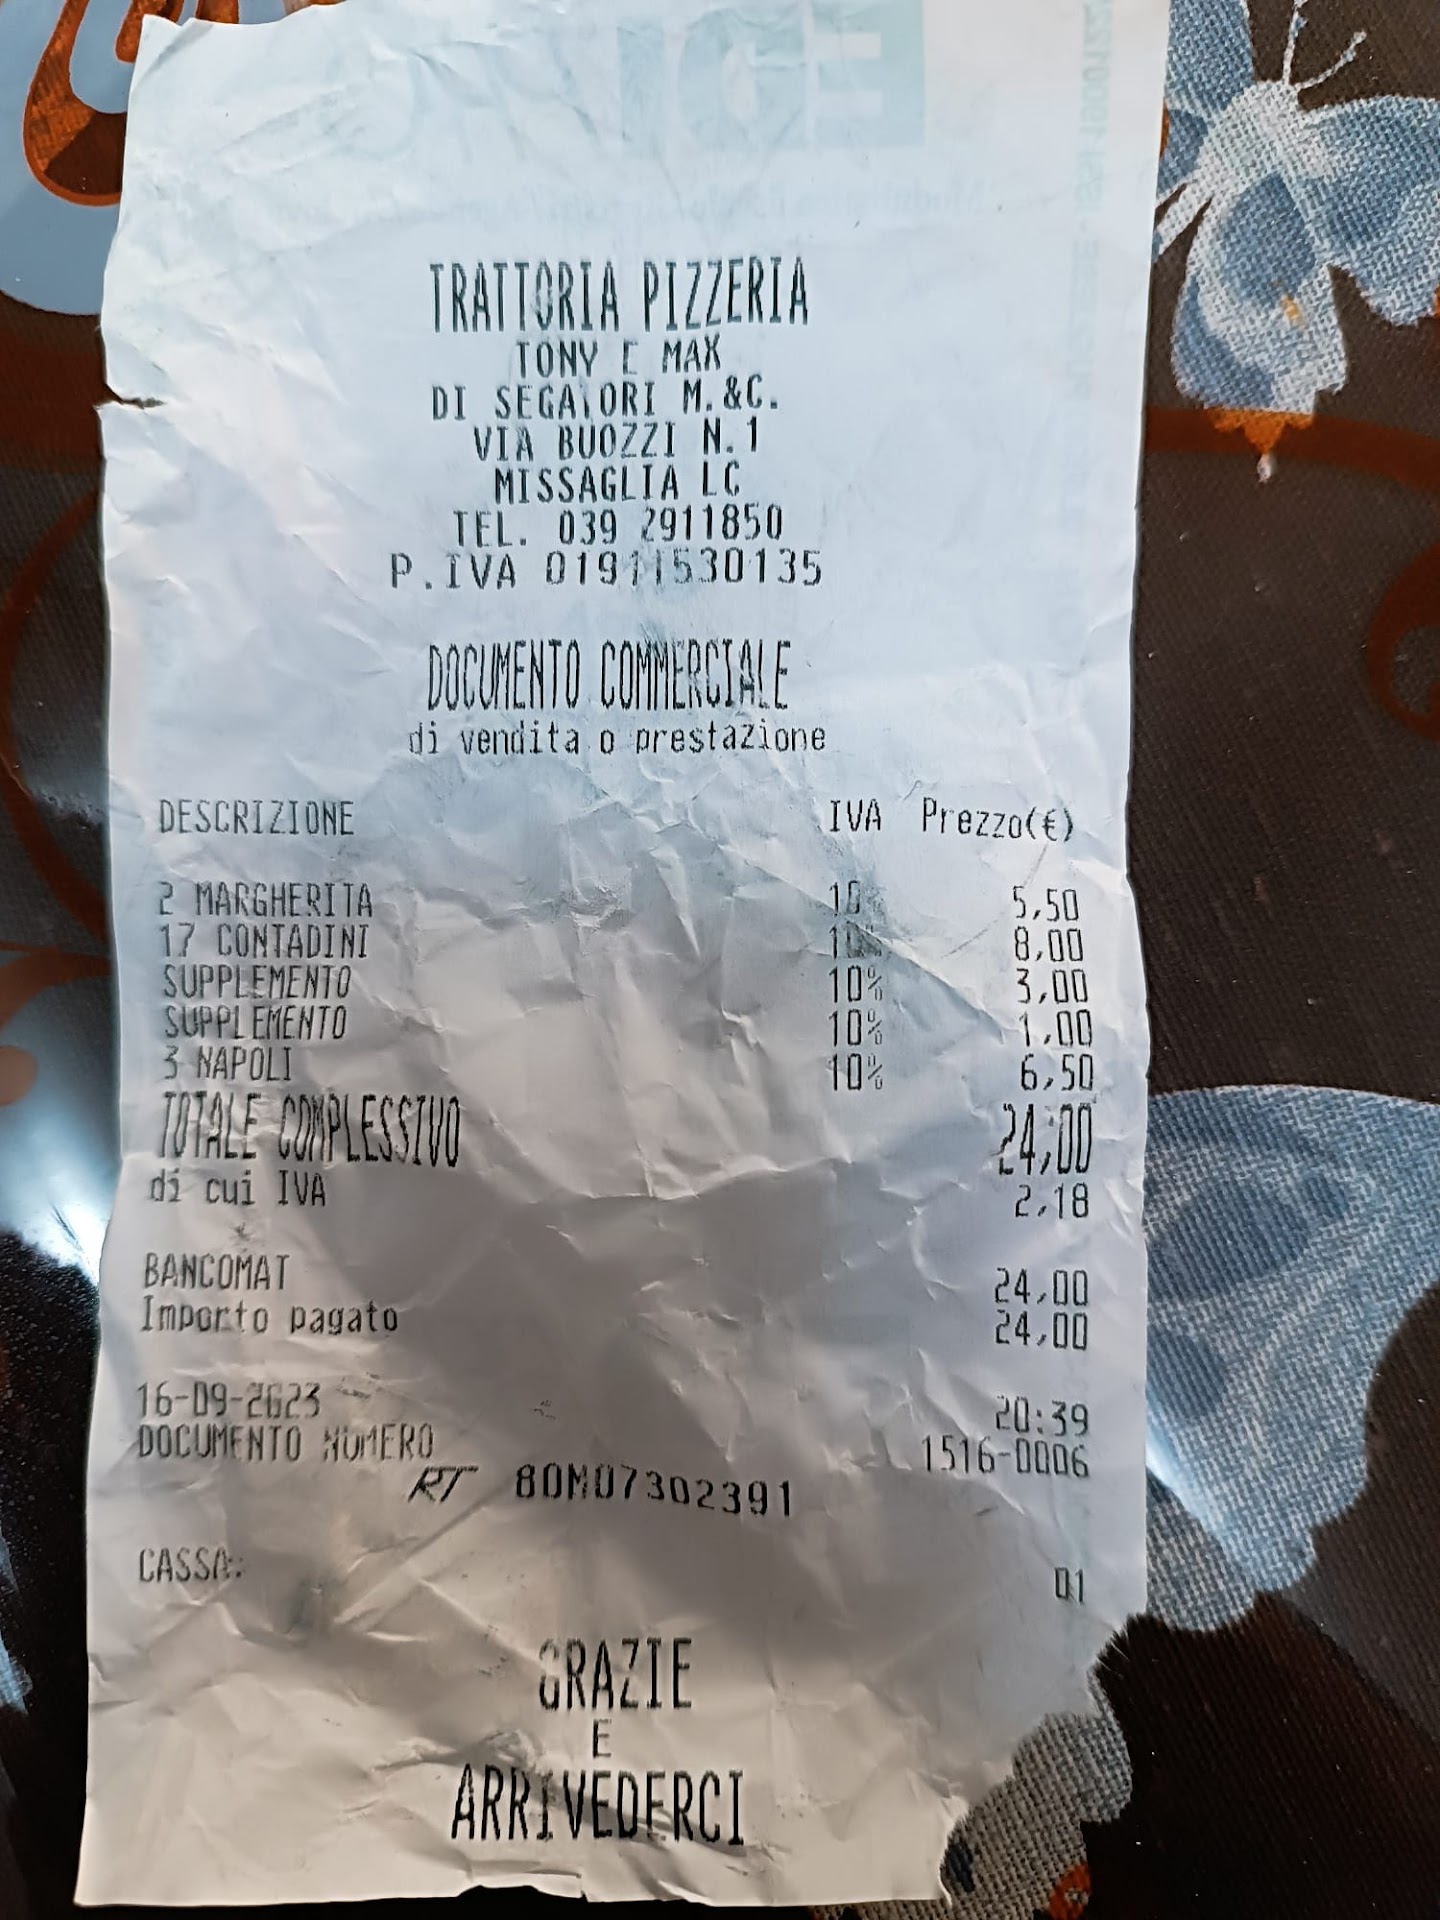 TRATTORIA PIZZERIA
TONY E MAX
DI SEGATORI M.&C.
VIA BUOZZI N.1
MISSAGLIA LC
TEL. 039 2911850
P.IVA 01911530135
DOCUMENTO COMMERCIALE
di vendita o prestazione
DESCRIZIONE IVA Prezzo(€)
2 MARGHERITA 10% 5,50
17 CONTADINI 10% 8,00
SUPPLEMENTO 10% 3,00
SUPPLEMENTO 10% 1,00
3 NAPOLI 10% 6,50
TOTALE COMPLESSIVO 24,00
di cui IVA 2,18
BANCOMAT 24,00
Importo pagato 24,00
16-09-2023 20:39
DOCUMENTO NUMERO 1516-0006
RT 80M07302391
CASSA: 01
GRAZIE
E
ARRIVEDERCI